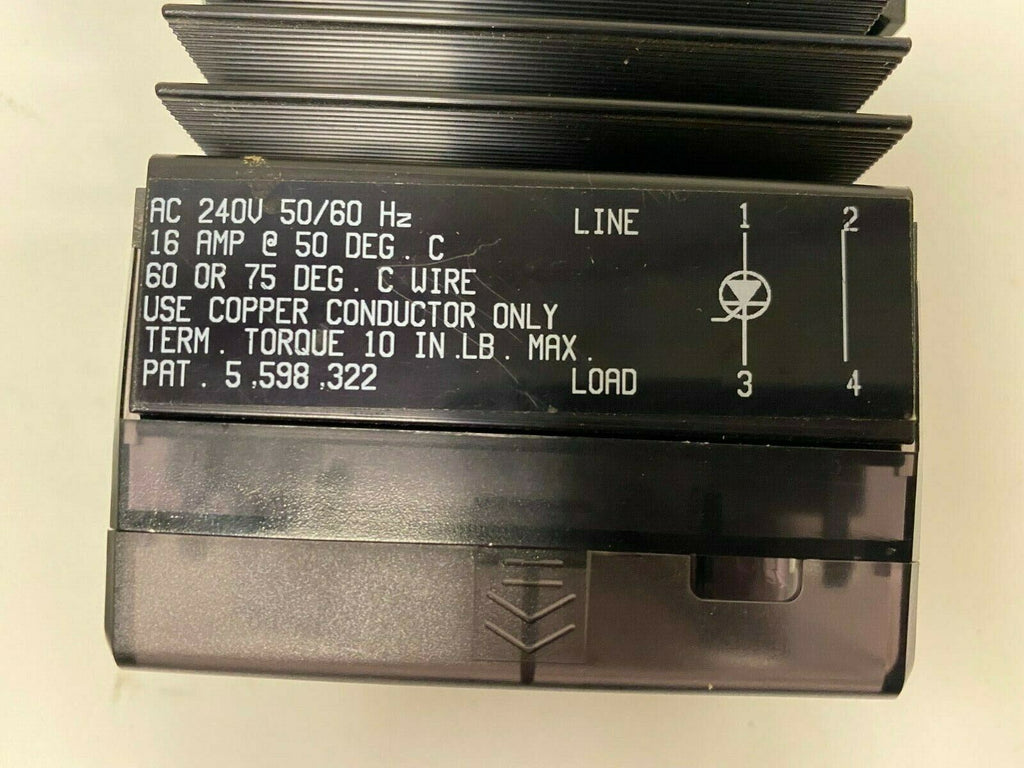 AC 240V 50/60 Hz
16 AMP @ 50 DEG. C
60 OR 75 DEG. C WIRE
USE COPPER CONDUCTOR ONLY
TERM. TORQUE 10 IN.LB. MAX.
PAT. 5,598,322
LINE 1 2
LOAD 3 4